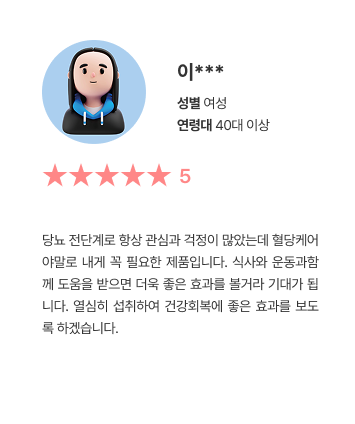 이***
성별 여성
연령대 40대 이상
★★★★★ 5
당뇨 전단계로 항상 관심과 걱정이 많았는데 혈당케어
야말로 내게 꼭 필요한 제품입니다. 식사와 운동과함
께 도움을 받으면 더욱 좋은 효과를 볼거라 기대가 됩
니다. 열심히 섭취하여 건강회복에 좋은 효과를 보도
록 하겠습니다.